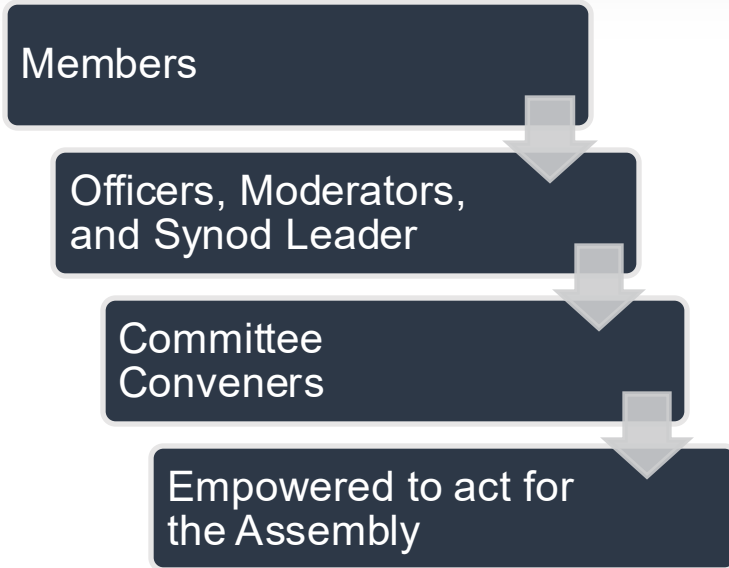 Members
Officers, Moderators,
and Synod Leader
Committee
Conveners
Empowered to act for
the Assembly